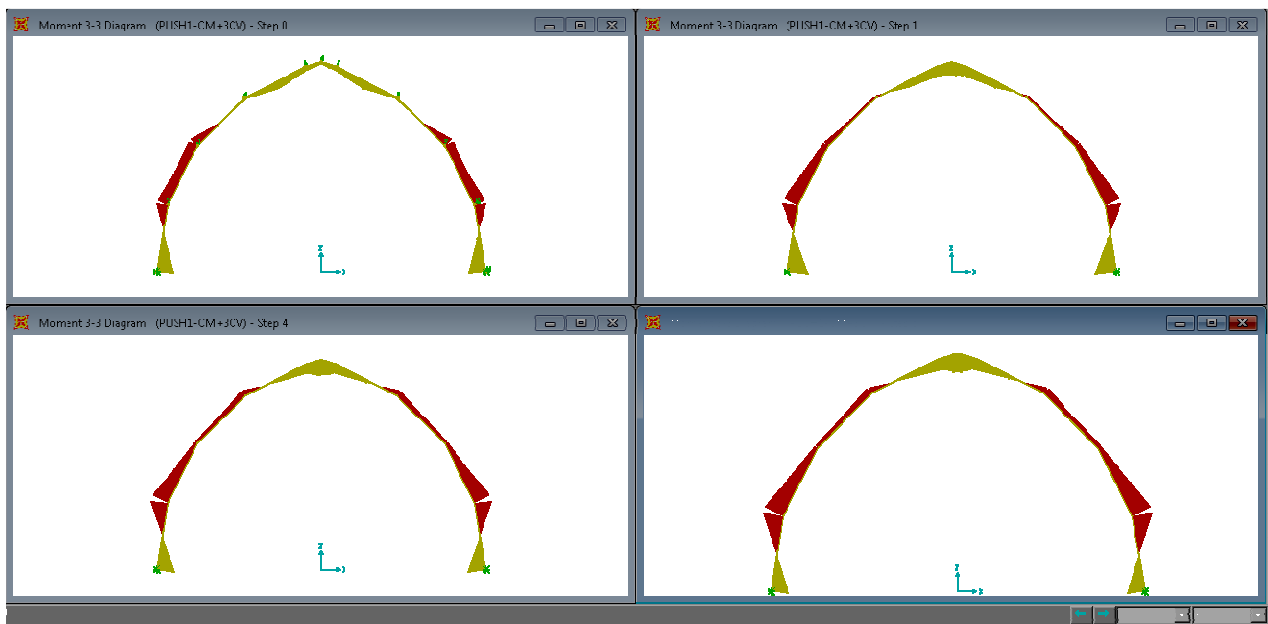 Moment 3-3 Diagram (PUSH1-CM+3CV) - Step 0
Moment 3-3 Diagram (PUSH1-CM+3CV) - Step 1
Z
X
Z
X
Moment 3-3 Diagram (PUSH1-CM+3CV) - Step 4
Z
X
Z
X